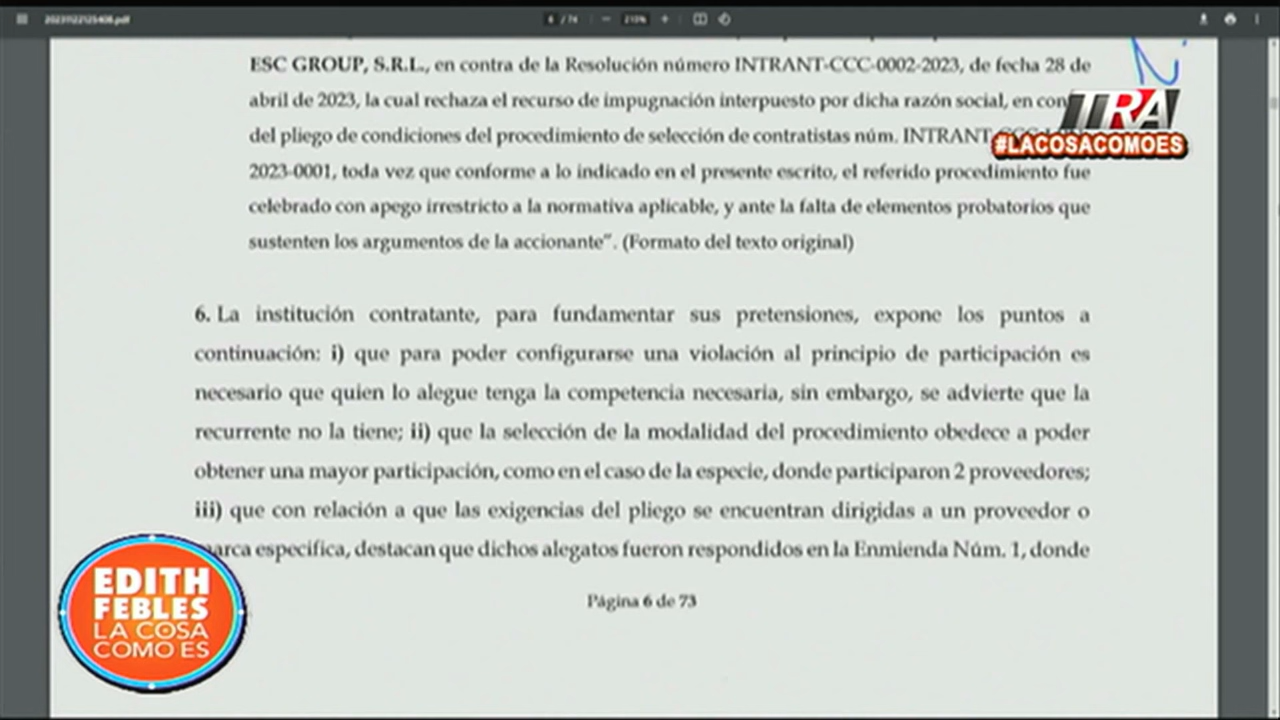 20231122125406.pdf
6 / 74
210%
ESC GROUP, S.R.L., en contra de la Resolución número INTRANT-CCC-0002-2023, de fecha 28 de
abril de 2023, la cual rechaza el recurso de impugnación interpuesto por dicha razón social, en
del pliego de condiciones del procedimiento de selección de contratistas núm. INTRANT-
2023-0001, toda vez que conforme a lo indicado en el presente escrito, el referido procedimiento fue
celebrado con apego irrestricto a la normativa aplicable, y ante la falta de elementos probatorios que
sustenten los argumentos de la accionante”. (Formato del texto original)
TRA
#LACOSACOMOES
6. La institución contratante, para fundamentar sus pretensiones, expone los puntos a
continuación: i) que para poder configurarse una violación al principio de participación es
necesario que quien lo alegue tenga la competencia necesaria, sin embargo, se advierte que la
recurrente no la tiene; ii) que la selección de la modalidad del procedimiento obedece a poder
obtener una mayor participación, como en el caso de la especie, donde participaron 2 proveedores;
iii) que con relación a que las exigencias del pliego se encuentran dirigidas a un proveedor o
especifica, destacan que dichos alegatos fueron respondidos en la Enmienda Núm. 1, donde
Página 6 de 73
EDITH
FEBLES
LA COSA
COMO ES